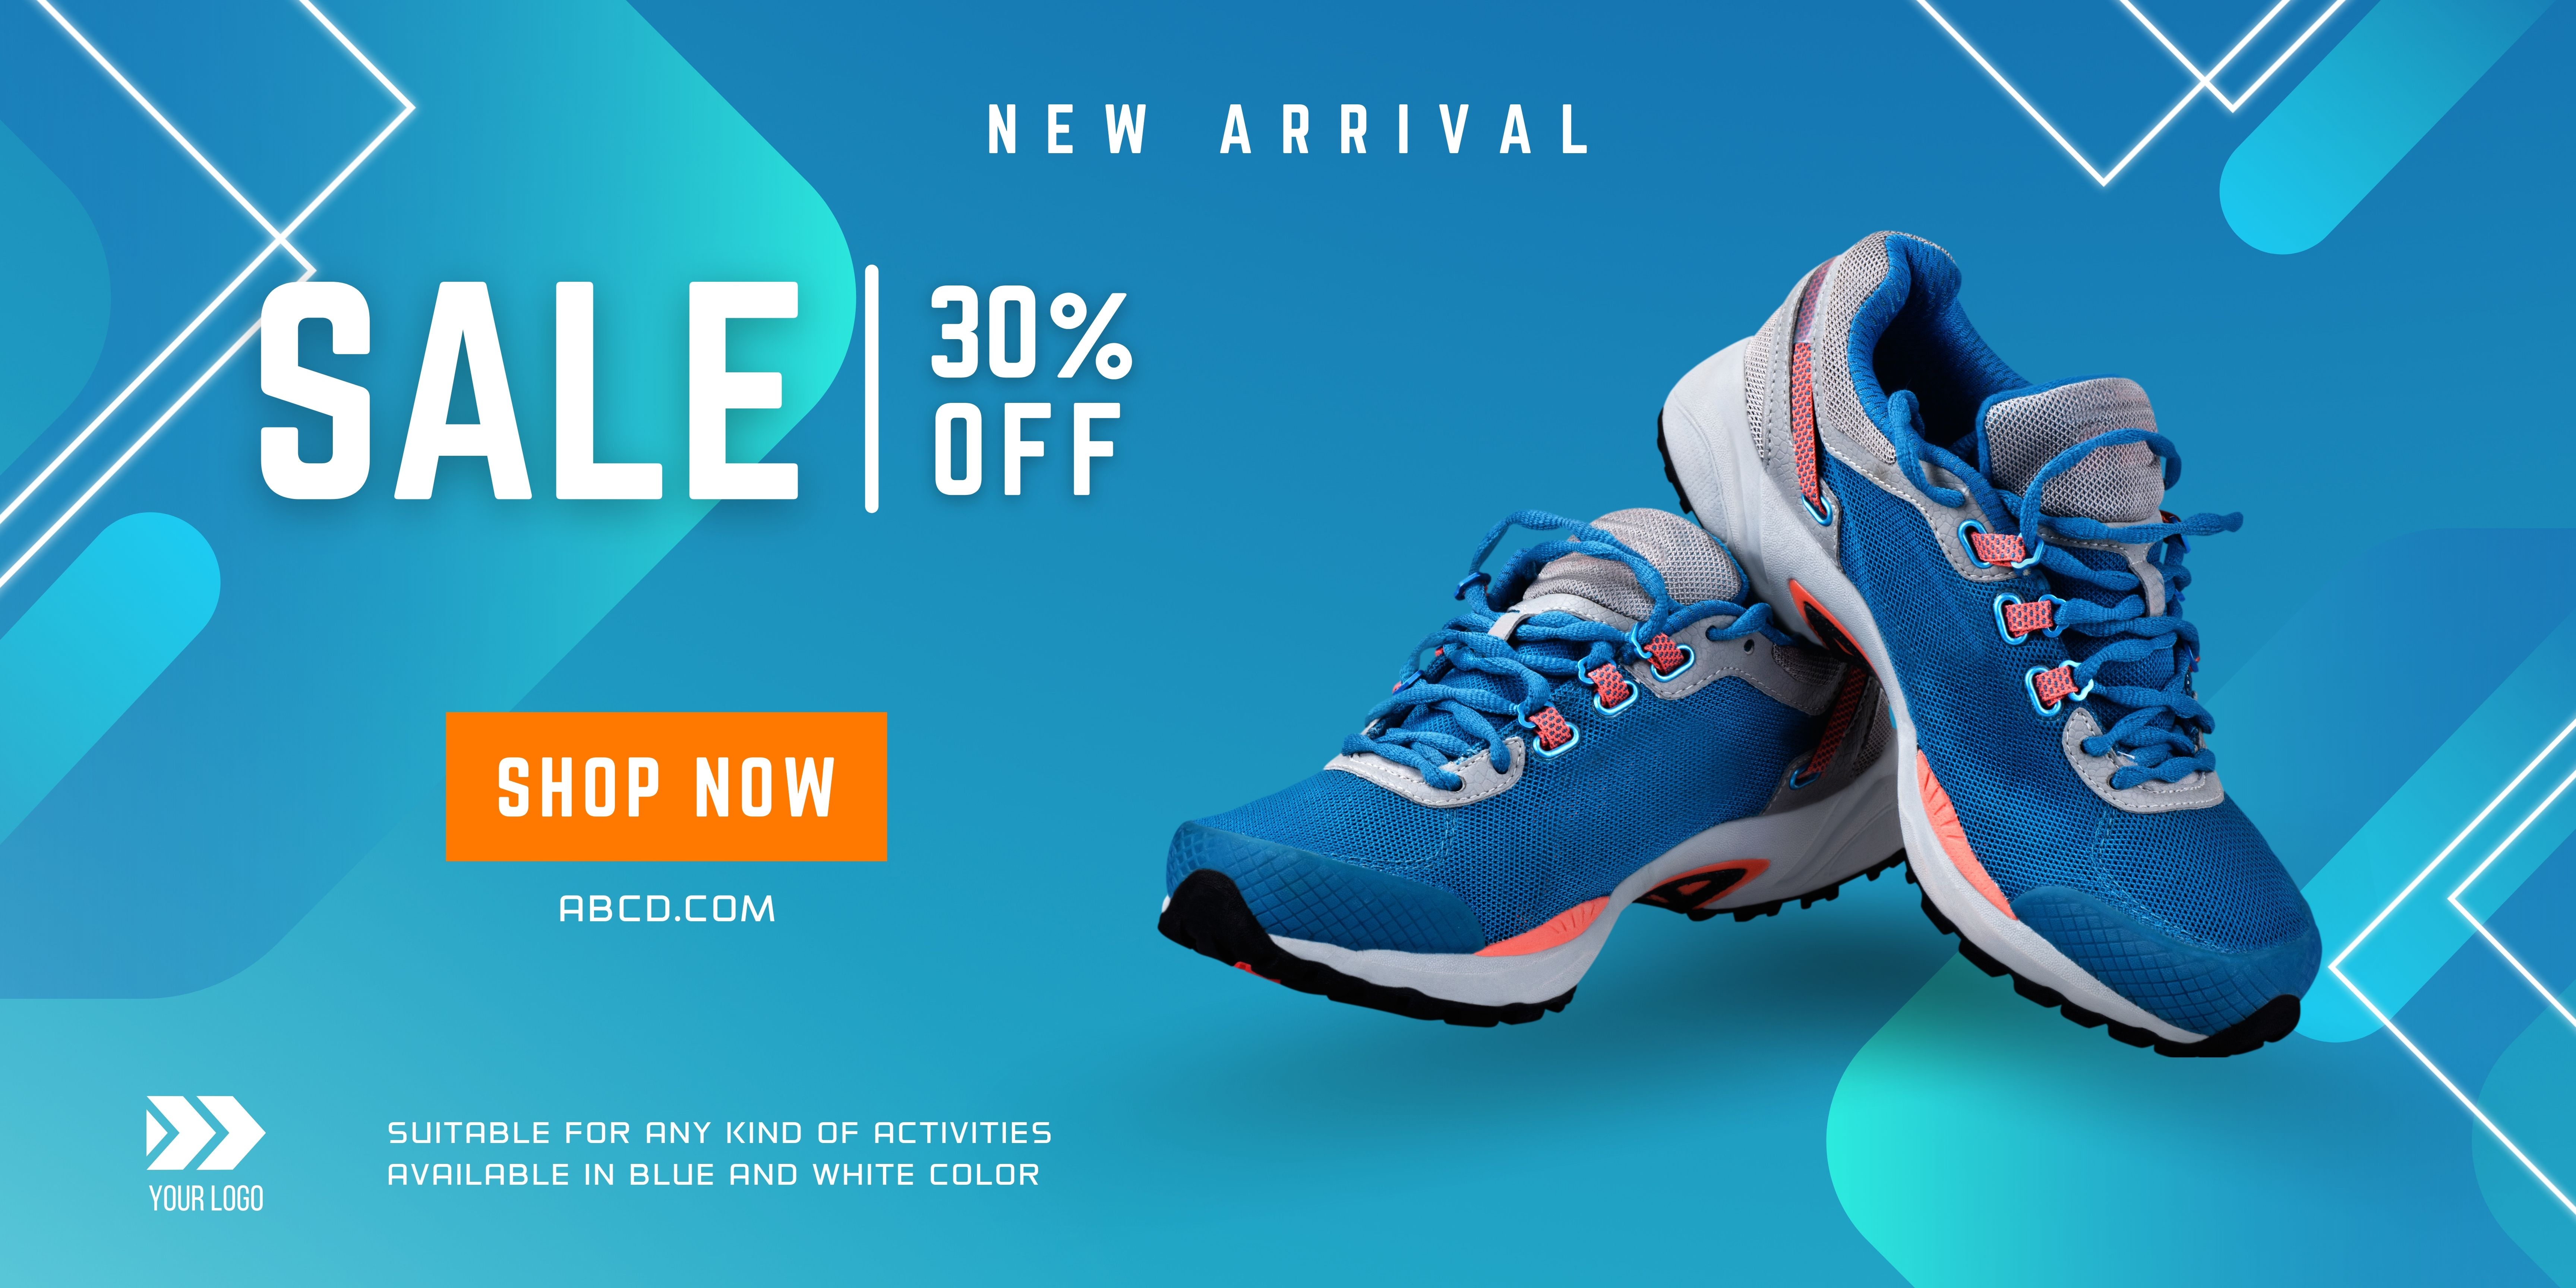 NEW ARRIVAL
SALE
30%
OFF
SHOP NOW
ABCD.COM
YOUR LOGO
SUITABLE FOR ANY KIND OF ACTIVITIES
AVAILABLE IN BLUE AND WHITE COLOR